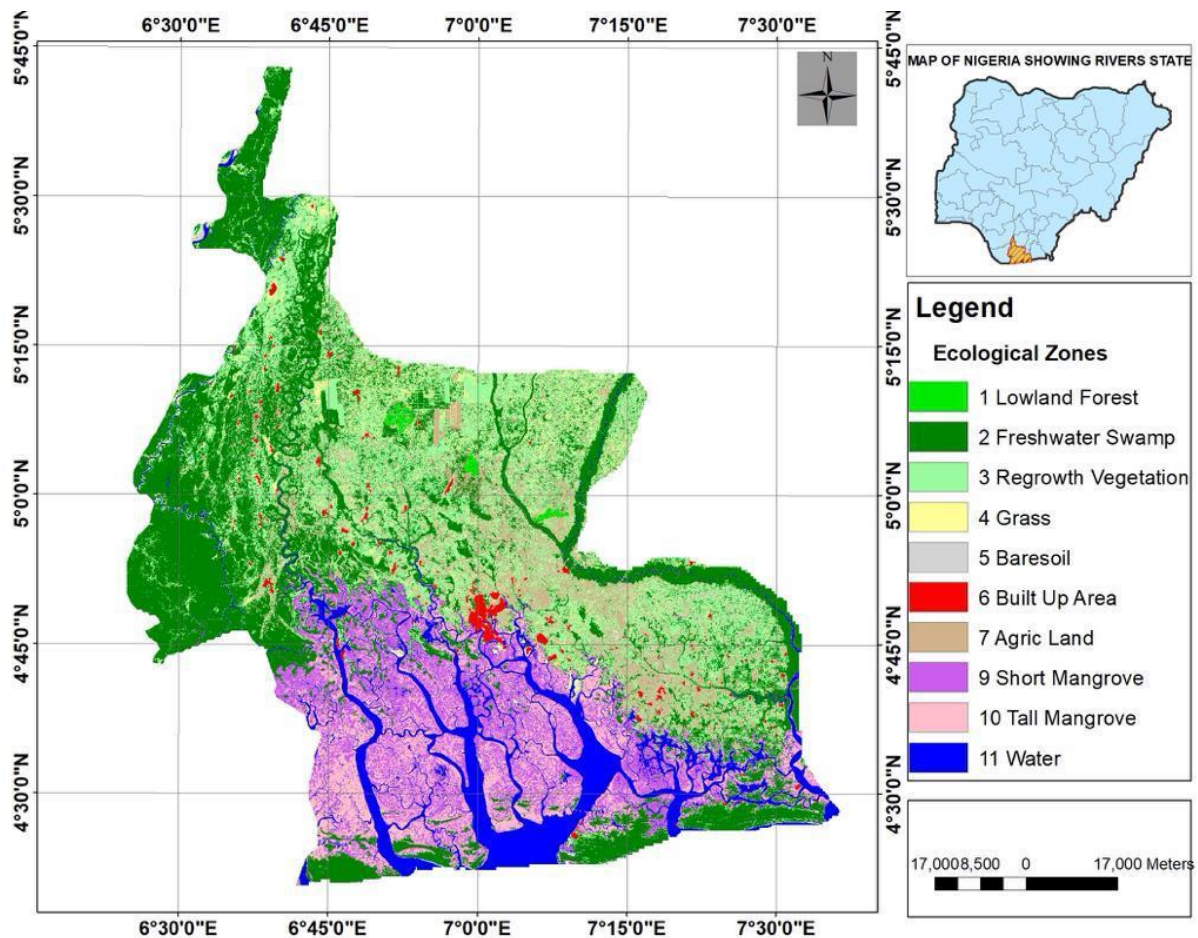 6°30'0"E 6°45'0"E 7°0'0"E 7°15'0"E 7°30'0"E
N
5°45'0"N 5°45'0"N
5°30'0"N 5°30'0"N
5°15'0"N 5°15'0"N
5°0'0"N 5°0'0"N
4°45'0"N 4°45'0"N
4°30'0"N 4°30'0"N
6°30'0"E 6°45'0"E 7°0'0"E 7°15'0"E 7°30'0"E
MAP OF NIGERIA SHOWING RIVERS STATE
Legend
Ecological Zones
1 Lowland Forest
2 Freshwater Swamp
3 Regrowth Vegetation
4 Grass
5 Baresoil
6 Built Up Area
7 Agric Land
9 Short Mangrove
10 Tall Mangrove
11 Water
17,0008,500 0 17,000 Meters